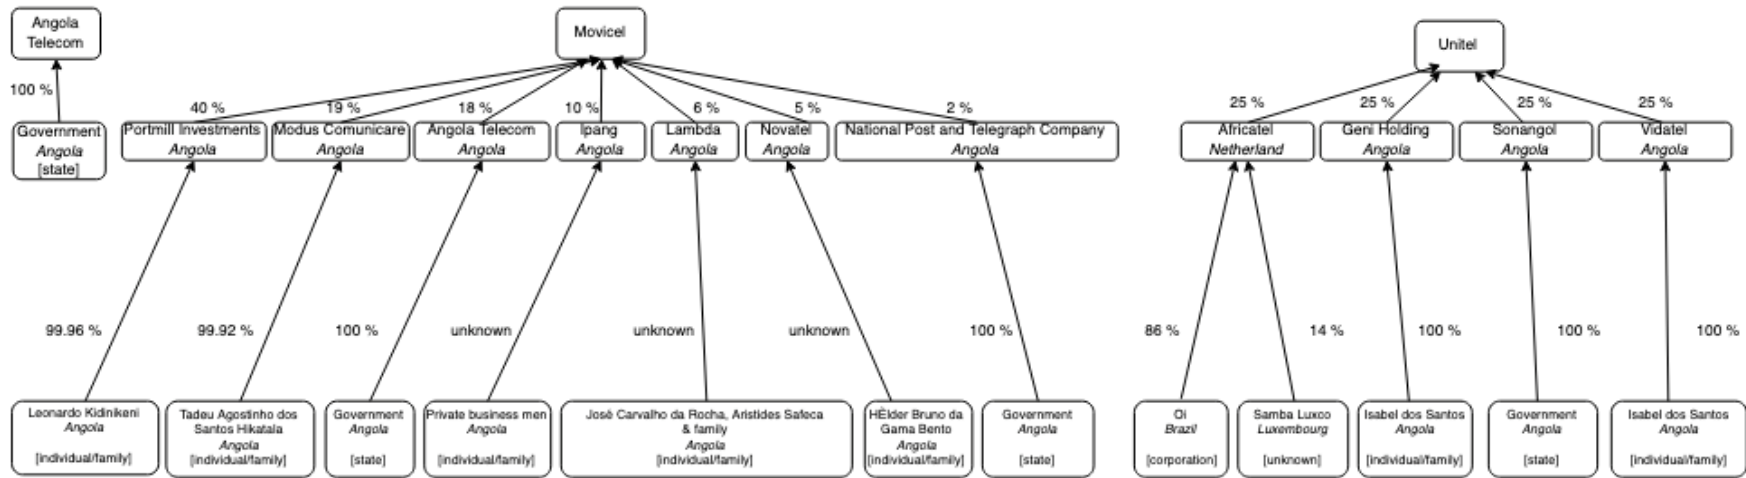 Angola
Telecom
Movicel
Unitel
100 %
40 %
19 %
18 %
10 %
6 %
5 %
2 %
25 %
25 %
25 %
25 %
Government
Angola
[state]
Portmill Investments
Angola
Modus Comunicare
Angola
Angola Telecom
Angola
Ipang
Angola
Lambda
Angola
Novatel
Angola
National Post and Telegraph Company
Angola
Africatel
Netherland
Geni Holding
Angola
Sonangol
Angola
Vidatel
Angola
99.96 %
99.92 %
100 %
unknown
unknown
unknown
100 %
86 %
14 %
100 %
100 %
100 %
Leonardo Kidinikeni
Angola
[individual/family]
Tadeu Agostinho dos
Santos Hikatala
Angola
[individual/family]
Government
Angola
[state]
Private business men
Angola
[individual/family]
José Carvalho da Rocha, Aristides Safeca
& family
Angola
[individual/family]
HÈlder Bruno da
Gama Bento
Angola
[individual/family]
Government
Angola
[state]
Oi
Brazil
[corporation]
Samba Luxco
Luxembourg
[unknown]
Isabel dos Santos
Angola
[individual/family]
Government
Angola
[state]
Isabel dos Santos
Angola
[individual/family]